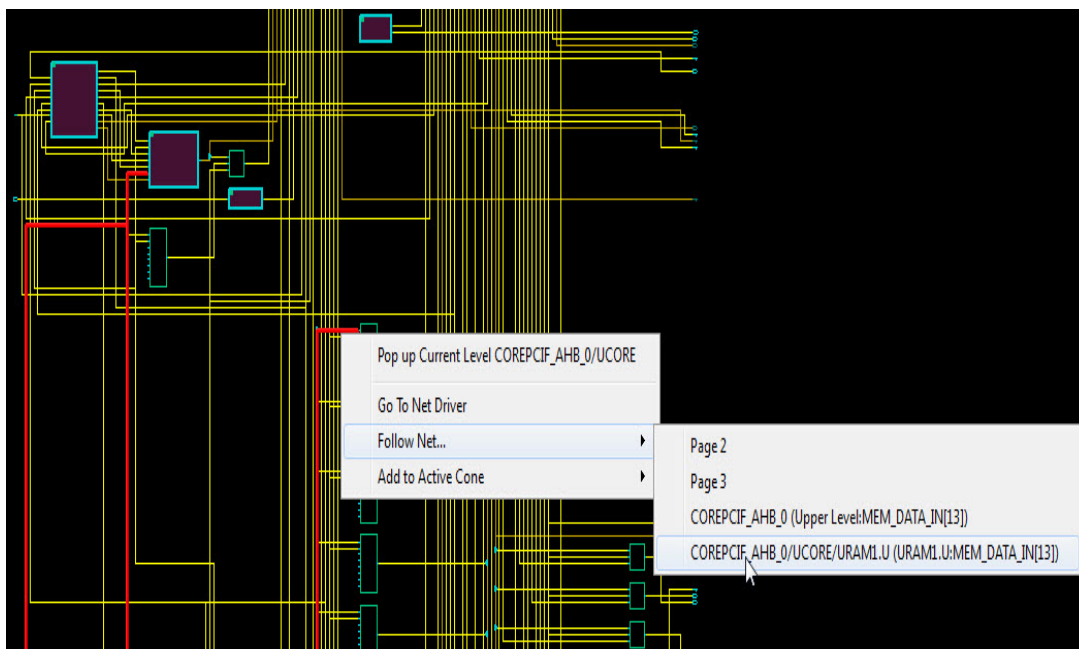 Pop up Current Level COREPCIF_AHB_0/UCORE
Go To Net Driver
Follow Net...
Add to Active Cone
Page 2
Page 3
COREPCIF_AHB_0 (Upper Level:MEM_DATA_IN[13])
COREPCIF_AHB_0/UCORE/URAM1.U (URAM1.U:MEM_DATA_IN[13])